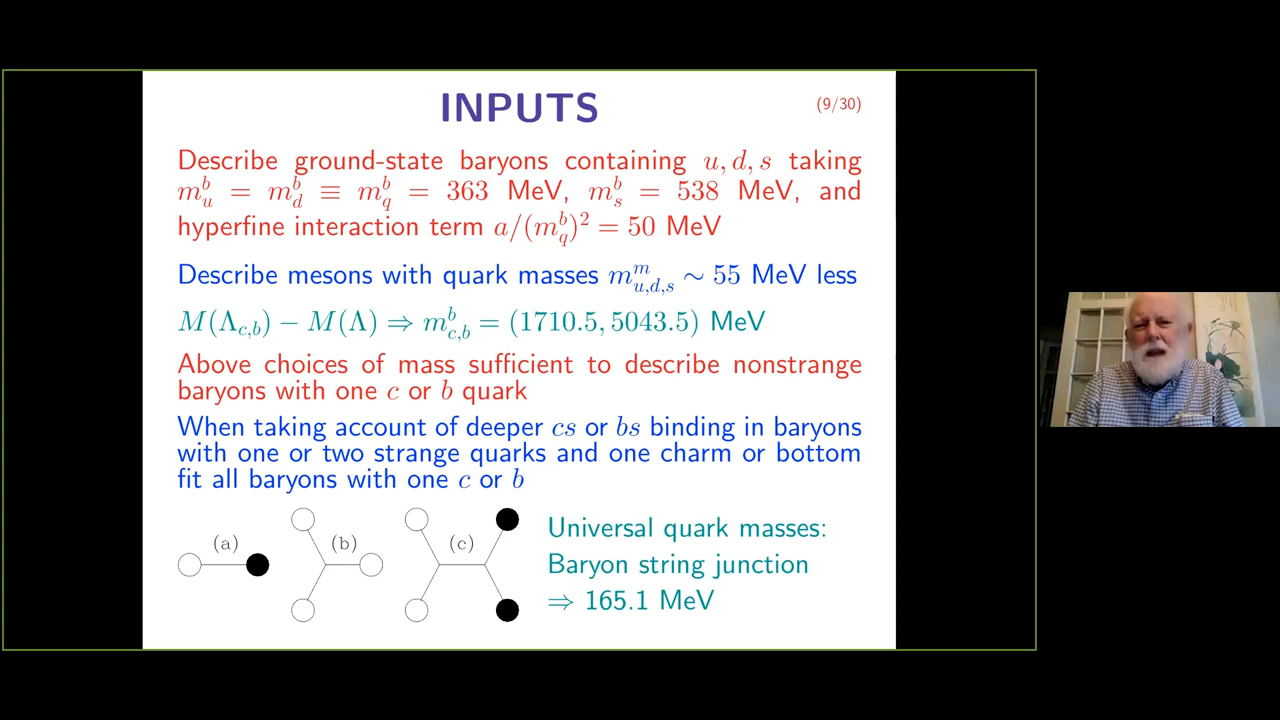 INPUTS
(9/30)
Describe ground-state baryons containing u, d, s taking
m_u^b = m_d^b ≡ m_q^b = 363 MeV, m_s^b = 538 MeV, and
hyperfine interaction term a/(m_q^b)^2 = 50 MeV
Describe mesons with quark masses m_{u,d,s}^m ∼ 55 MeV less
M(Λ_{c,b}) − M(Λ) ⇒ m_{c,b}^b = (1710.5, 5043.5) MeV
Above choices of mass sufficient to describe nonstrange
baryons with one c or b quark
When taking account of deeper cs or bs binding in baryons
with one or two strange quarks and one charm or bottom
fit all baryons with one c or b
(a)
(b)
(c)
Universal quark masses:
Baryon string junction
⇒ 165.1 MeV